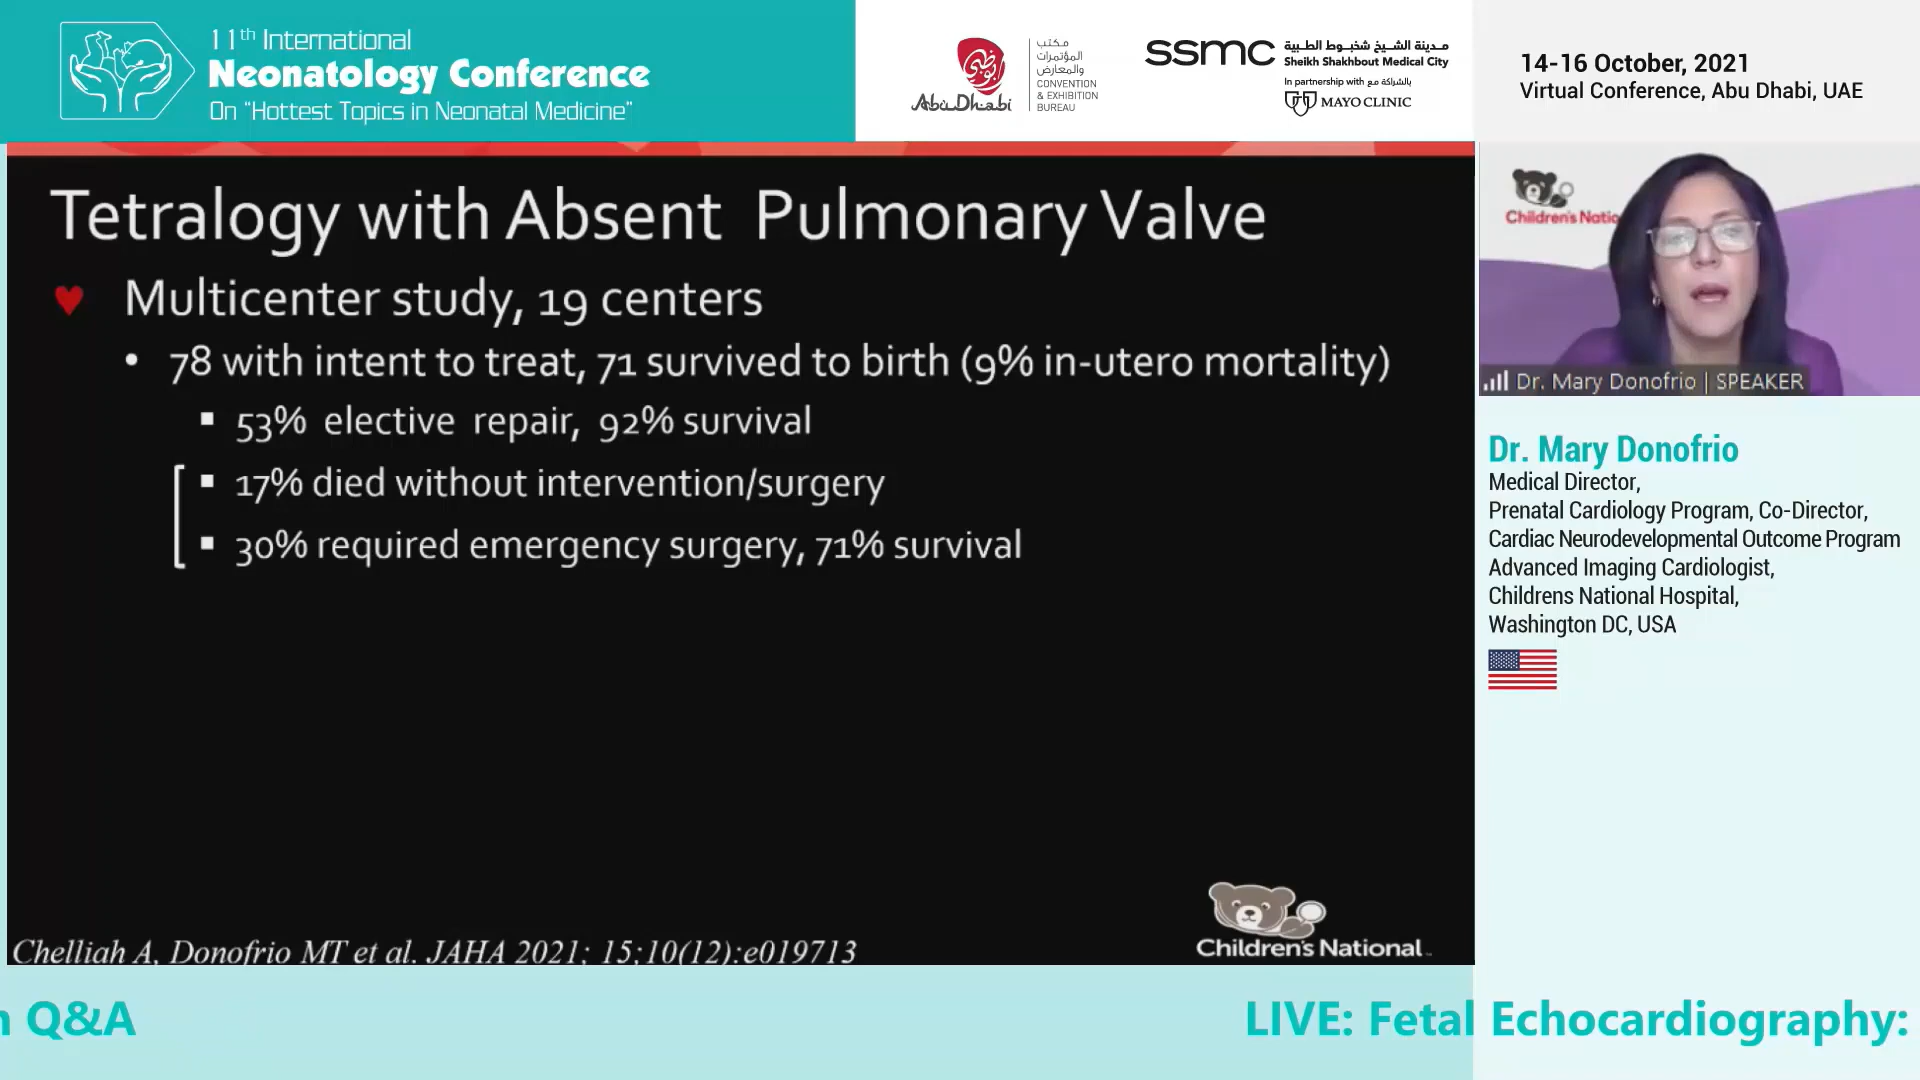 11th International
Neonatology Conference
On "Hottest Topics in Neonatal Medicine"
AbuDhabi
مكتب
المؤتمرات
والمعارض
CONVENTION
& EXHIBITION
BUREAU
ssmc
مدينة الشيخ شخبوط الطبية
Sheikh Shakhbout Medical City
In partnership with بالشراكة مع
MAYO CLINIC
14-16 October, 2021
Virtual Conference, Abu Dhabi, UAE
Tetralogy with Absent Pulmonary Valve
Multicenter study, 19 centers
• 78 with intent to treat, 71 survived to birth (9% in-utero mortality)
▪ 53% elective repair, 92% survival
▪ 17% died without intervention/surgery
▪ 30% required emergency surgery, 71% survival
Chelliah A, Donofrio MT et al. JAHA 2021; 15;10(12):e019713
Children's National
Children's Natio
Dr. Mary Donofrio | SPEAKER
Dr. Mary Donofrio
Medical Director,
Prenatal Cardiology Program, Co-Director,
Cardiac Neurodevelopmental Outcome Program
Advanced Imaging Cardiologist,
Childrens National Hospital,
Washington DC, USA
n Q&A
LIVE: Fetal Echocardiography: